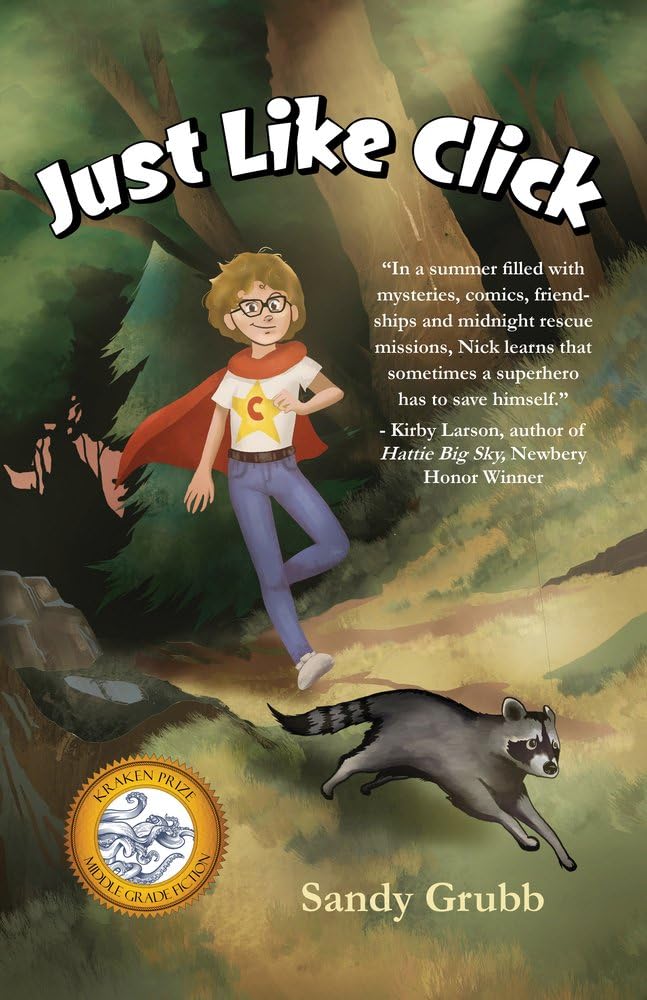 Just Like Click
“In a summer filled with
mysteries, comics, friend-
ships and midnight rescue
missions, Nick learns that
sometimes a superhero
has to save himself.”
- Kirby Larson, author of
Hattie Big Sky, Newbery
Honor Winner
C
KRAKEN PRIZE
MIDDLE GRADE FICTION
Sandy Grubb